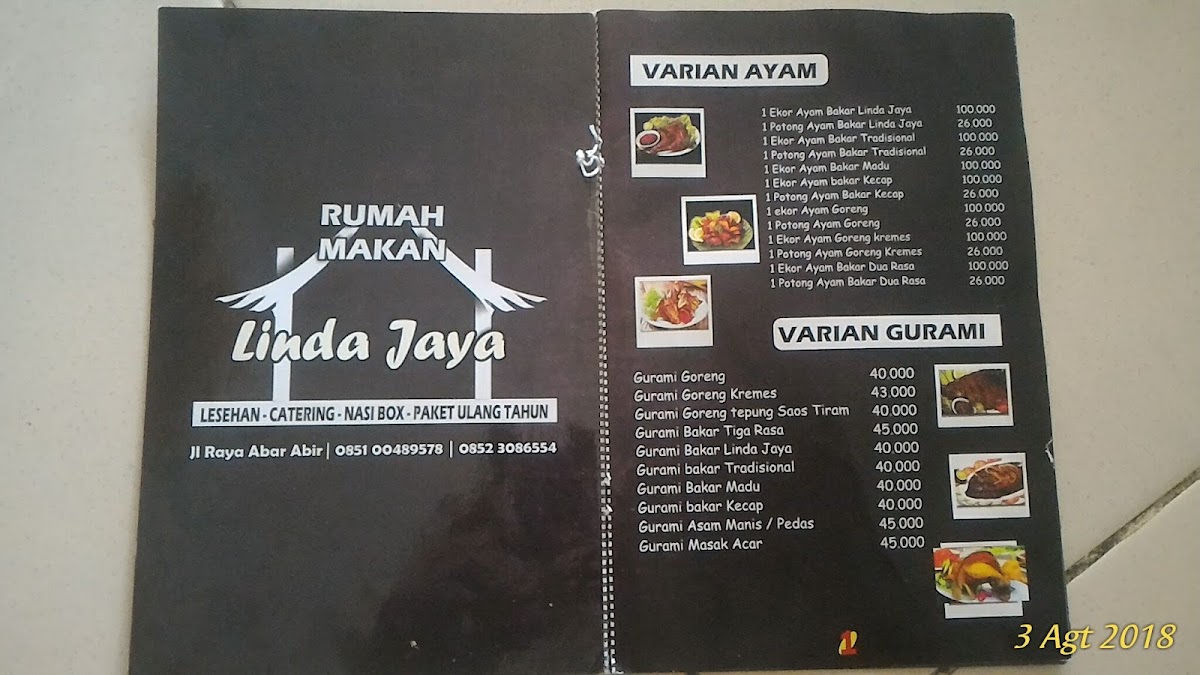 RUMAH
MAKAN
Linda Jaya
LESEHAN - CATERING - NASI BOX - PAKET ULANG TAHUN
Jl Raya Abar Abir | 0851 00489578 | 0852 3086554
VARIAN AYAM
1 Ekor Ayam Bakar Linda Jaya 100.000
1 Potong Ayam Bakar Linda Jaya 26.000
1 Ekor Ayam Bakar Tradisional 100.000
1 Potong Ayam Bakar Tradisional 26.000
1 Ekor Ayam Bakar Madu 100.000
1 Ekor Ayam bakar Kecap 100.000
1 Potong Ayam Bakar Kecap 26.000
1 ekor Ayam Goreng 100.000
1 Potong Ayam Goreng 26.000
1 Ekor Ayam Goreng kremes 100.000
1 Potong Ayam Goreng Kremes 26.000
1 Ekor Ayam Bakar Dua Rasa 100.000
1 Potong Ayam Bakar Dua Rasa 26.000
VARIAN GURAMI
Gurami Goreng 40.000
Gurami Goreng Kremes 43.000
Gurami Goreng tepung Saos Tiram 40.000
Gurami Bakar Tiga Rasa 45.000
Gurami Bakar Linda Jaya 40.000
Gurami bakar Tradisional 40.000
Gurami Bakar Madu 40.000
Gurami bakar Kecap 40.000
Gurami Asam Manis / Pedas 45.000
Gurami Masak Acar 45.000
1
3 Agt 2018